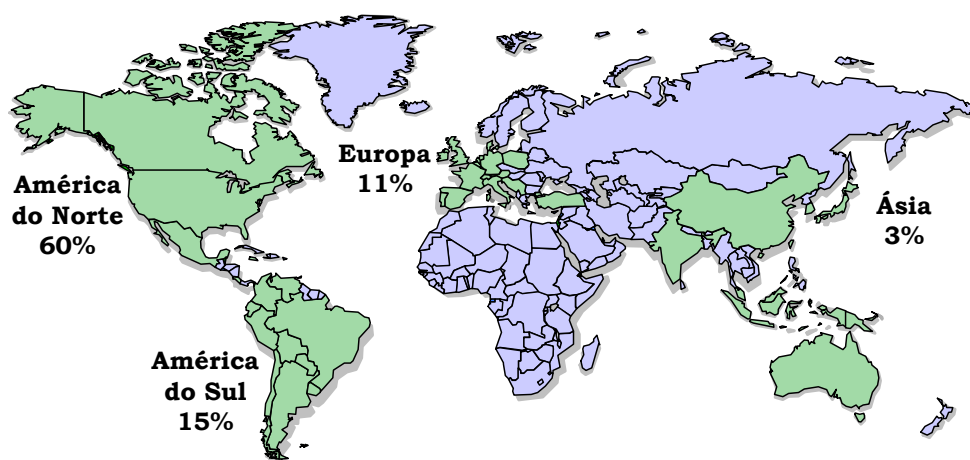 Europa
11%
América
do Norte
60%
Ásia
3%
América
do Sul
15%